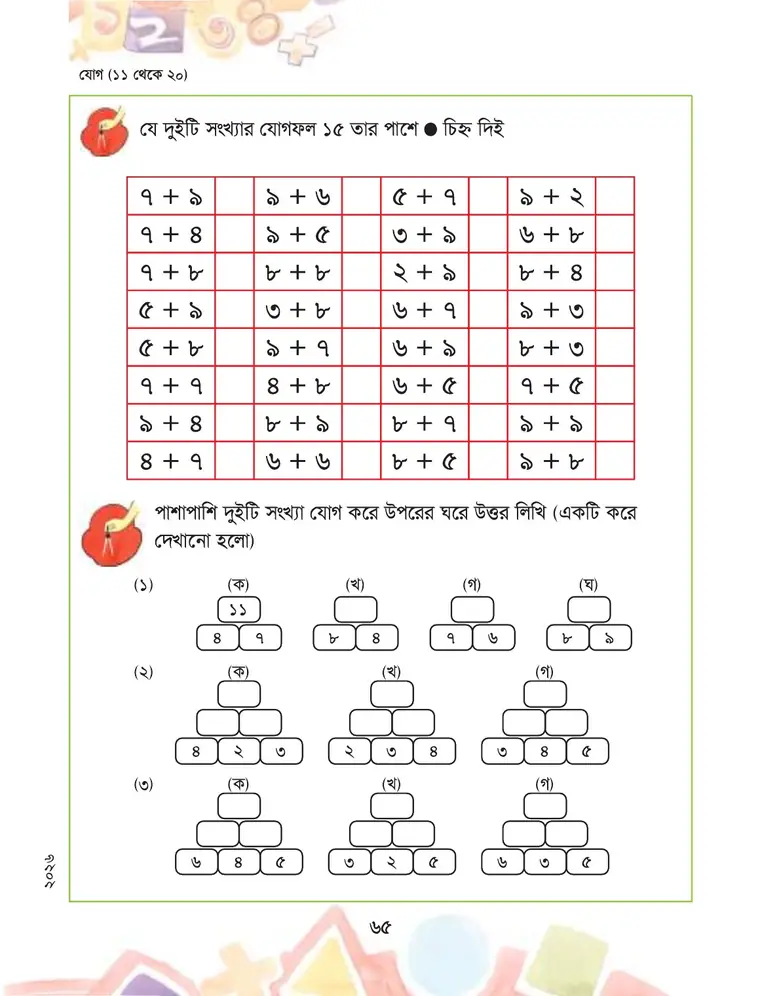 যোগ (১১ থেকে ২০)
যে দুইটি সংখ্যার যোগফল ১৫ তার পাশে ● চিহ্ন দিই
৭ + ৯ ৯ + ৬ ৫ + ৭ ৯ + ২
৭ + ৪ ৯ + ৫ ৩ + ৯ ৬ + ৮
৭ + ৮ ৮ + ৮ ২ + ৯ ৮ + ৪
৫ + ৯ ৩ + ৮ ৬ + ৭ ৯ + ৩
৫ + ৮ ৯ + ৭ ৬ + ৯ ৮ + ৩
৭ + ৭ ৪ + ৮ ৬ + ৫ ৭ + ৫
৯ + ৪ ৮ + ৯ ৮ + ৭ ৯ + ৯
৪ + ৭ ৬ + ৬ ৮ + ৫ ৯ + ৮
পাশাপাশি দুইটি সংখ্যা যোগ করে উপরের ঘরে উত্তর লিখি (একটি করে
দেখানো হলো)
(১) (ক) (খ) (গ) (ঘ)
১১
৪ ৭ ৮ ৪ ৭ ৬ ৮ ৯
(২) (ক) (খ) (গ)
৪ ২ ৩ ২ ৩ ৪ ৩ ৪ ৫
(৩) (ক) (খ) (গ)
৬ ৪ ৫ ৩ ২ ৫ ৬ ৩ ৫
২০২৬
৬৫